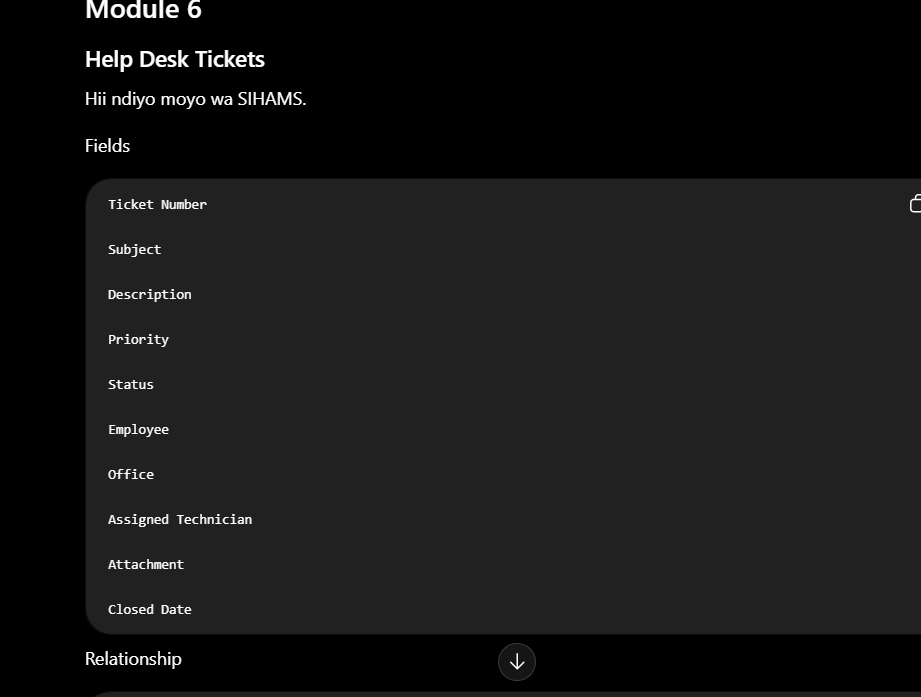 Module 6
Help Desk Tickets
Hii ndiyo moyo wa SIHAMS.
Fields
Ticket Number
Subject
Description
Priority
Status
Employee
Office
Assigned Technician
Attachment
Closed Date
Relationship